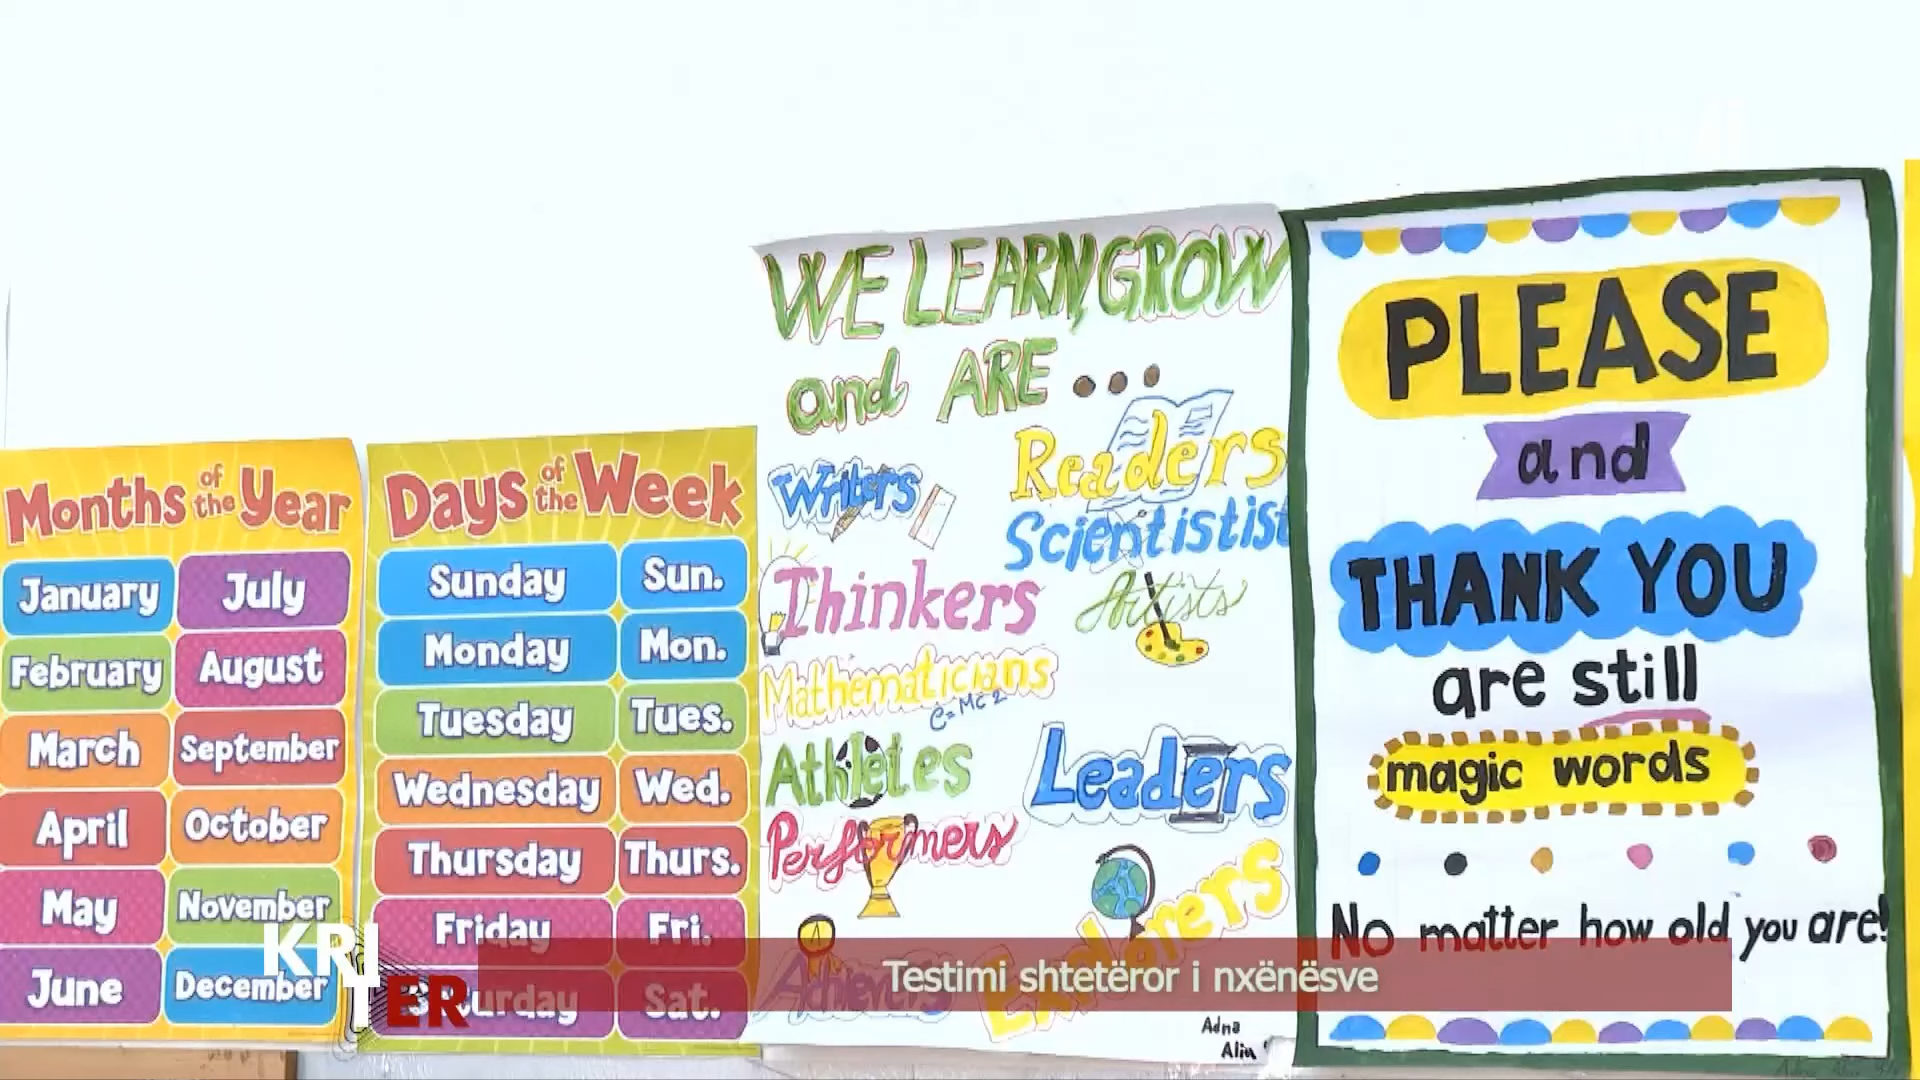 Months of the Year
January July
February August
March September
April October
May November
June December
Days of the Week
Sunday Sun.
Monday Mon.
Tuesday Tues.
Wednesday Wed.
Thursday Thurs.
Friday Fri.
Saturday Sat.
WE LEARN, GROW
and ARE...
Readers
Writers
Scientistist
Thinkers
Artists
Mathematicians
e=mc2
Athletes
Leaders
Performers
Explorers
Achievers
Adna
Aliu
PLEASE
and
THANK YOU
are still
magic words
No matter how old you are!
KRI
TER
Testimi shtetëror i nxënësve